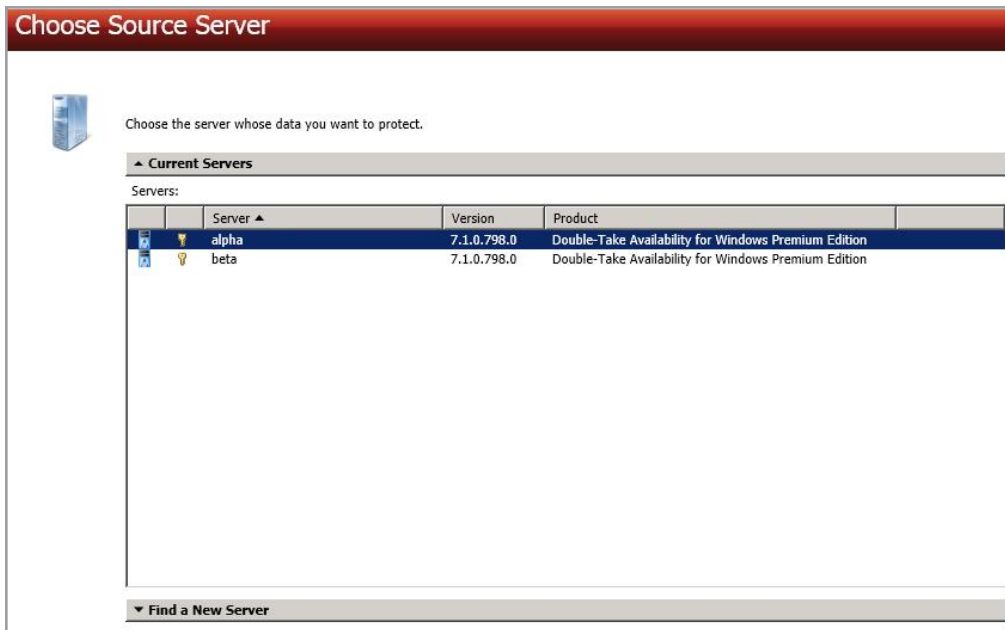 Choose Source Server
Choose the server whose data you want to protect.
▲ Current Servers
Servers:
Server ▲ Version Product
alpha 7.1.0.798.0 Double-Take Availability for Windows Premium Edition
beta 7.1.0.798.0 Double-Take Availability for Windows Premium Edition
▼ Find a New Server